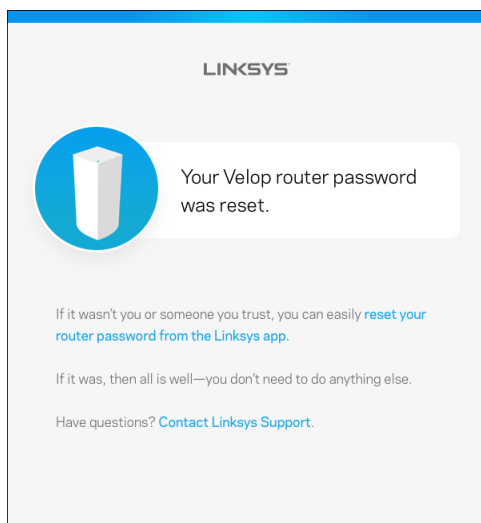 LINKSYS
Your Velop router password
was reset.
If it wasn't you or someone you trust, you can easily reset your
router password from the Linksys app.
If it was, then all is well—you don't need to do anything else.
Have questions? Contact Linksys Support.